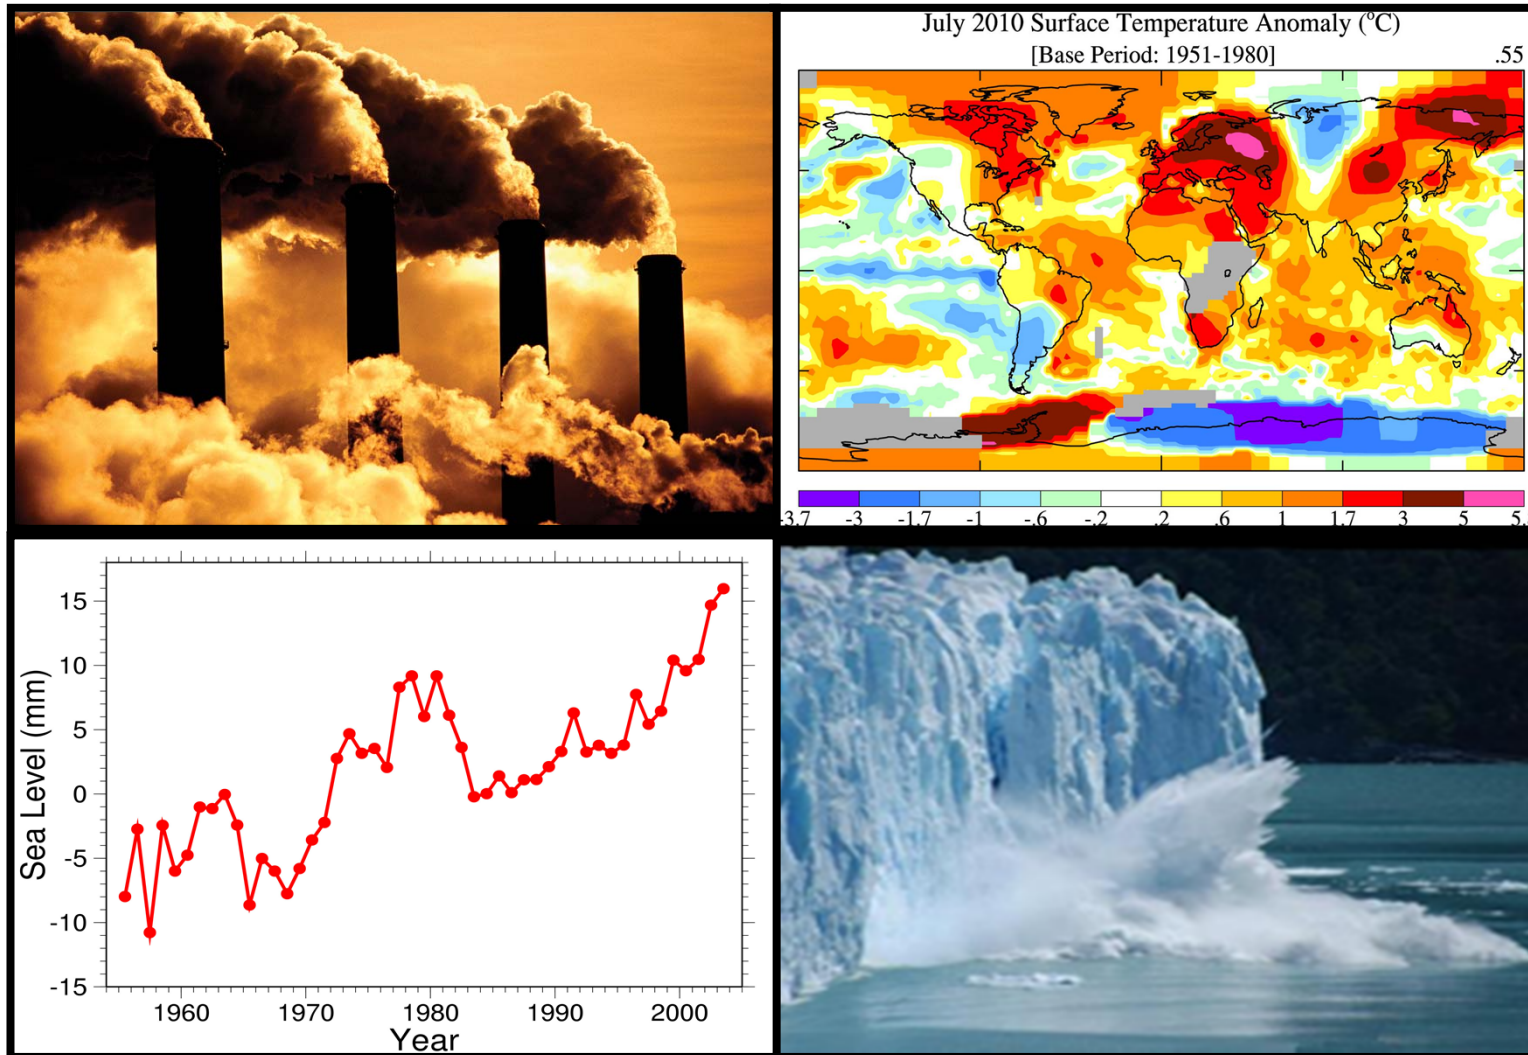 July 2010 Surface Temperature Anomaly (°C)
[Base Period: 1951-1980] .55
-3.7 -3 -1.7 -1 -.6 -.2 .2 .6 1 1.7 3 5 5.
15
10
5
0
-5
-10
-15
Sea Level (mm)
1960 1970 1980 1990 2000
Year